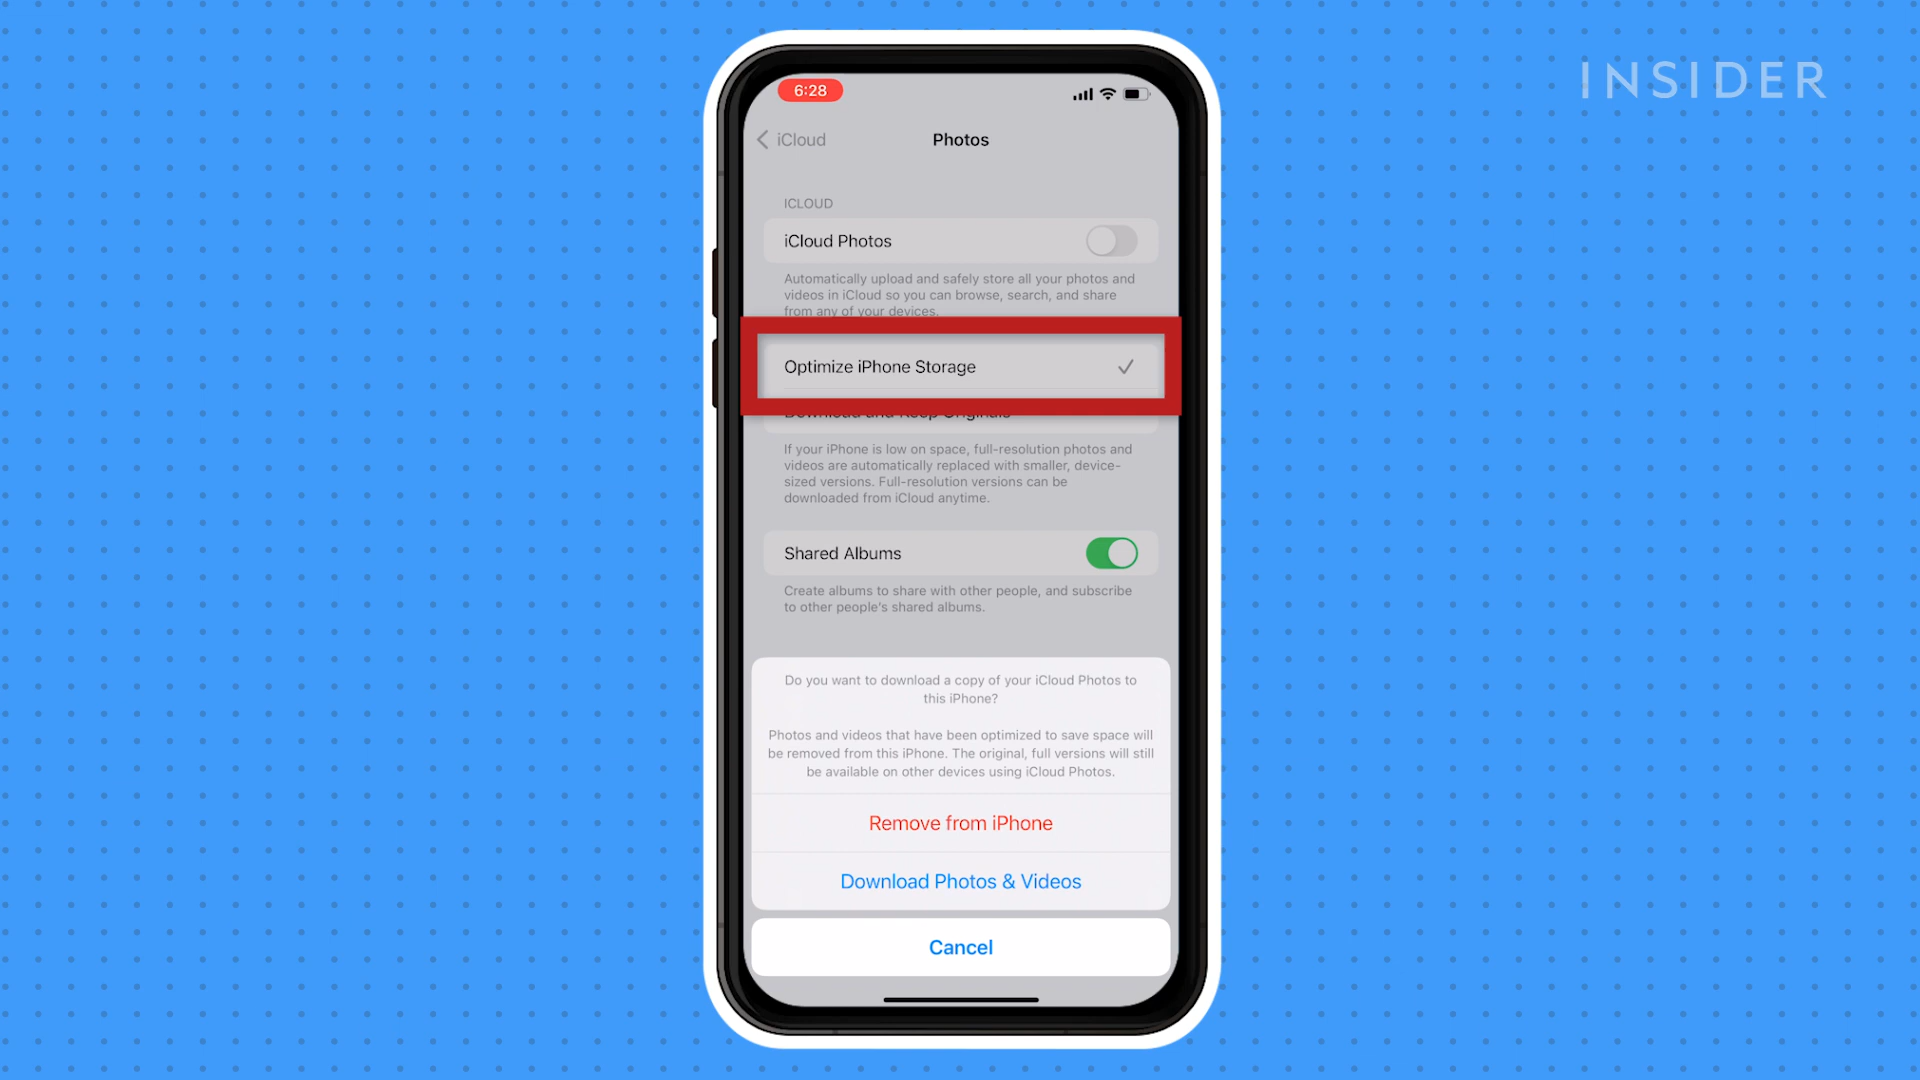 INSIDER
6:28
iCloud
Photos
ICLOUD
iCloud Photos
Automatically upload and safely store all your photos and
videos in iCloud so you can browse, search, and share
from any of your devices.
Optimize iPhone Storage
Download and Keep Originals
If your iPhone is low on space, full-resolution photos and
videos are automatically replaced with smaller, device-
sized versions. Full-resolution versions can be
downloaded from iCloud anytime.
Shared Albums
Create albums to share with other people, and subscribe
to other people's shared albums.
Do you want to download a copy of your iCloud Photos to
this iPhone?
Photos and videos that have been optimized to save space will
be removed from this iPhone. The original, full versions will still
be available on other devices using iCloud Photos.
Remove from iPhone
Download Photos & Videos
Cancel